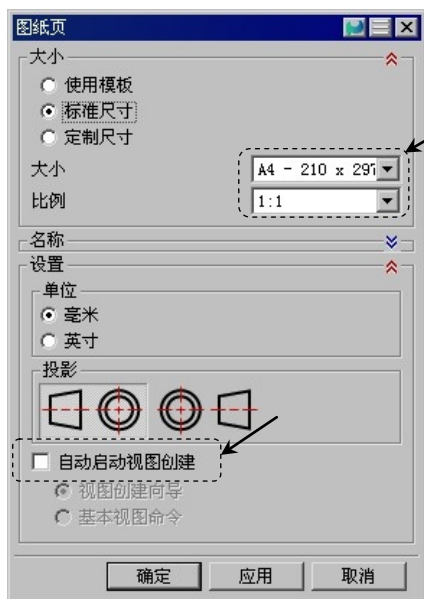 图纸页
大小
使用模板
标准尺寸
定制尺寸
大小 A4 - 210 x 297
比例 1:1
名称
设置
单位
毫米
英寸
投影
自动启动视图创建
视图创建向导
基本视图命令
确定 应用 取消